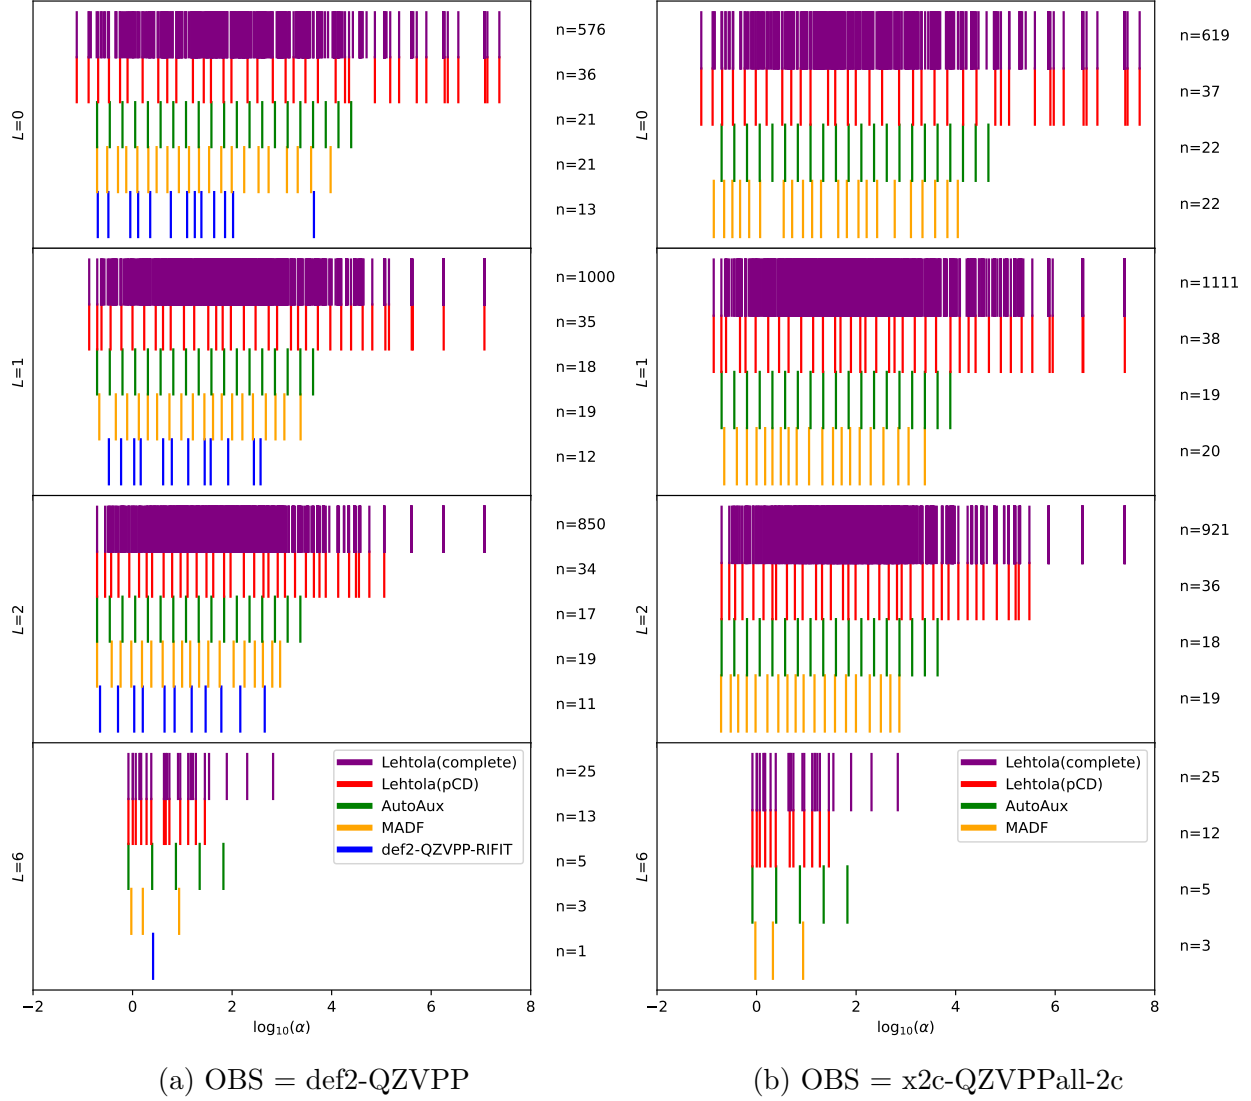 L=0
n=576
n=36
n=21
n=21
n=13
L=1
n=1000
n=35
n=18
n=19
n=12
L=2
n=850
n=34
n=17
n=19
n=11
L=6
n=25
n=13
n=5
n=3
n=1
Lehtola(complete)
Lehtola(pCD)
AutoAux
MADF
def2-QZVPP-RIFIT
−2 0 2 4 6 8
log10(α)
(a) OBS = def2-QZVPP
L=0
n=619
n=37
n=22
n=22
L=1
n=1111
n=38
n=19
n=20
L=2
n=921
n=36
n=18
n=19
L=6
n=25
n=12
n=5
n=3
Lehtola(complete)
Lehtola(pCD)
AutoAux
MADF
−2 0 2 4 6 8
log10(α)
(b) OBS = x2c-QZVPPall-2c